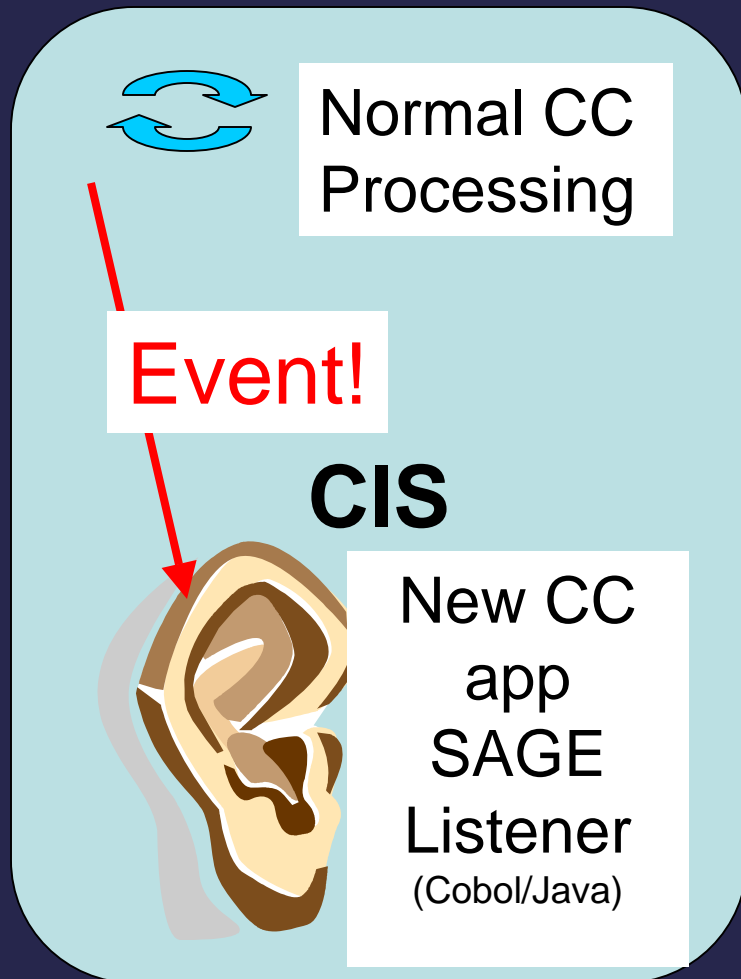 Normal CC
Processing
Event!
CIS
New CC
app
SAGE
Listener
(Cobol/Java)